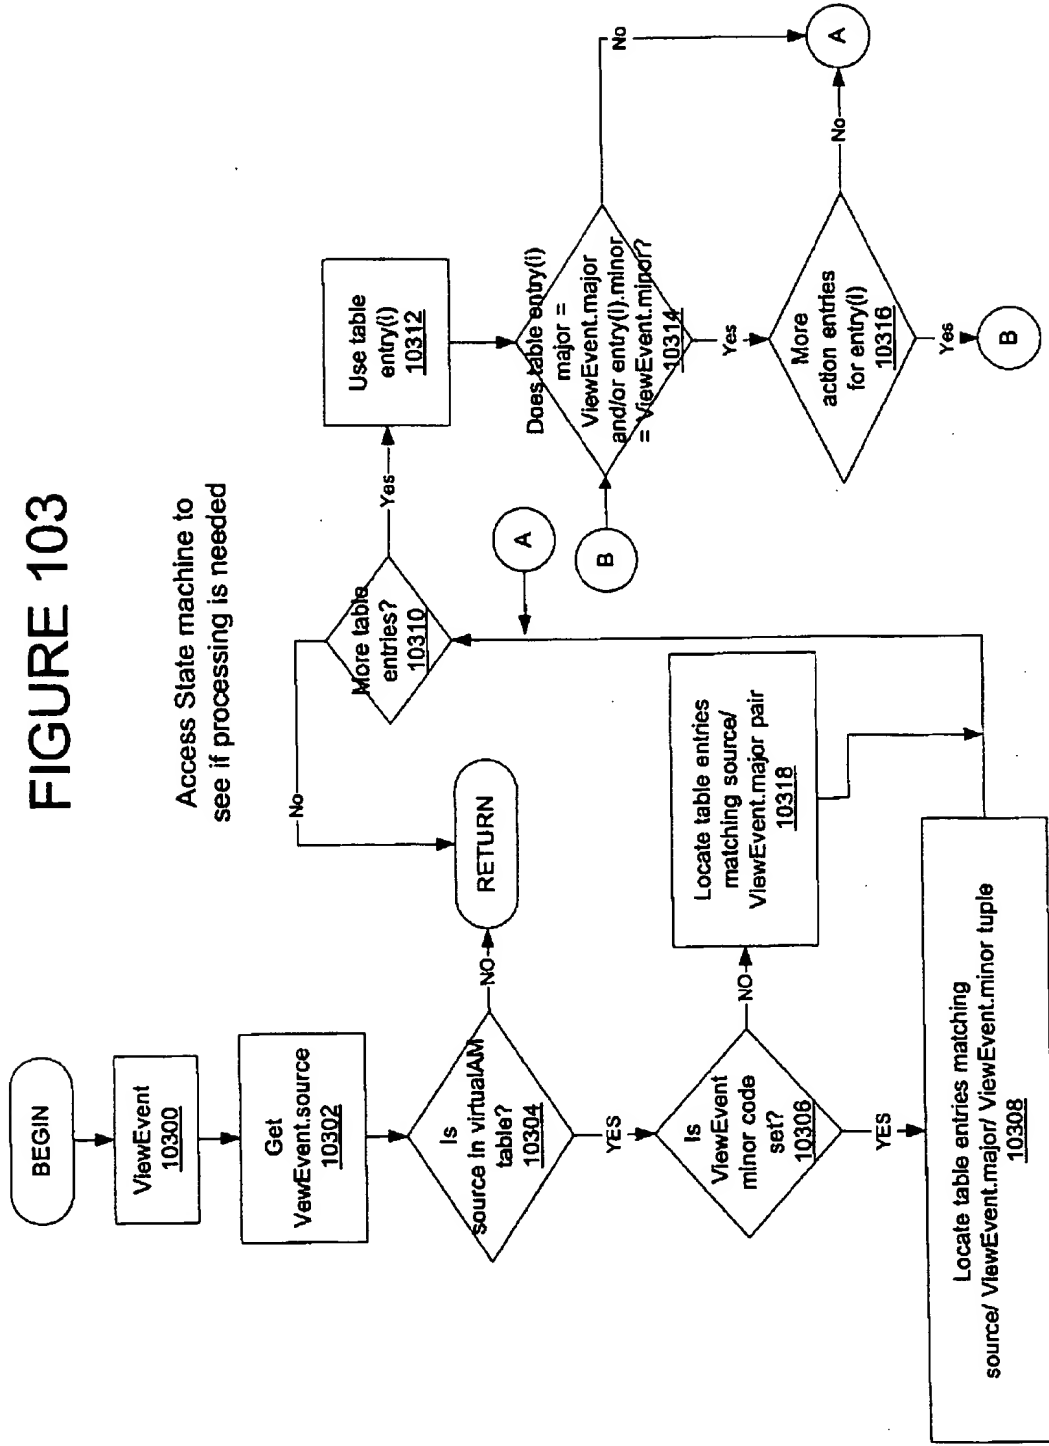 FIGURE 103
Access State machine to
see if processing is needed
BEGIN
ViewEvent
10300
Get
VewEvent.source
10302
Is
source in virtualAM
table?
10304
NO
RETURN
YES
Is
ViewEvent
minor code
set?
10306
NO
Locate table entries
matching source/
ViewEvent.major pair
10318
YES
Locate table entries matching
source/ ViewEvent.major/ ViewEvent.minor tuple
10308
A
More table
entries?
10310
No
Yes
Use table
entry(i)
10312
B
Does table entry(i)
major =
ViewEvent.major
and/or entry(i).minor
= ViewEvent.minor?
10314
No
A
Yes
More
action entries
for entry(i)
10316
No
Yes
B